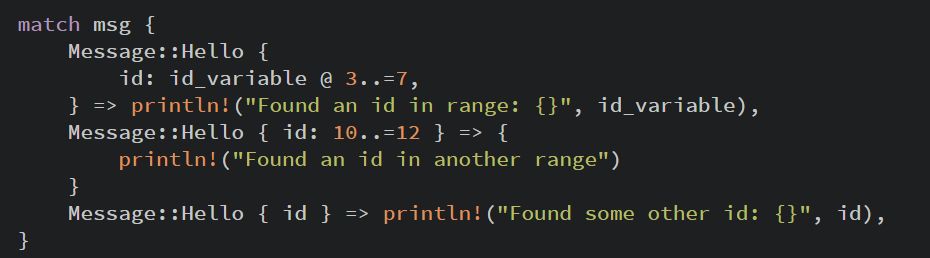 match msg {
    Message::Hello {
        id: id_variable @ 3..=7,
    } => println!("Found an id in range: {}", id_variable),
    Message::Hello { id: 10..=12 } => {
        println!("Found an id in another range")
    }
    Message::Hello { id } => println!("Found some other id: {}", id),
}